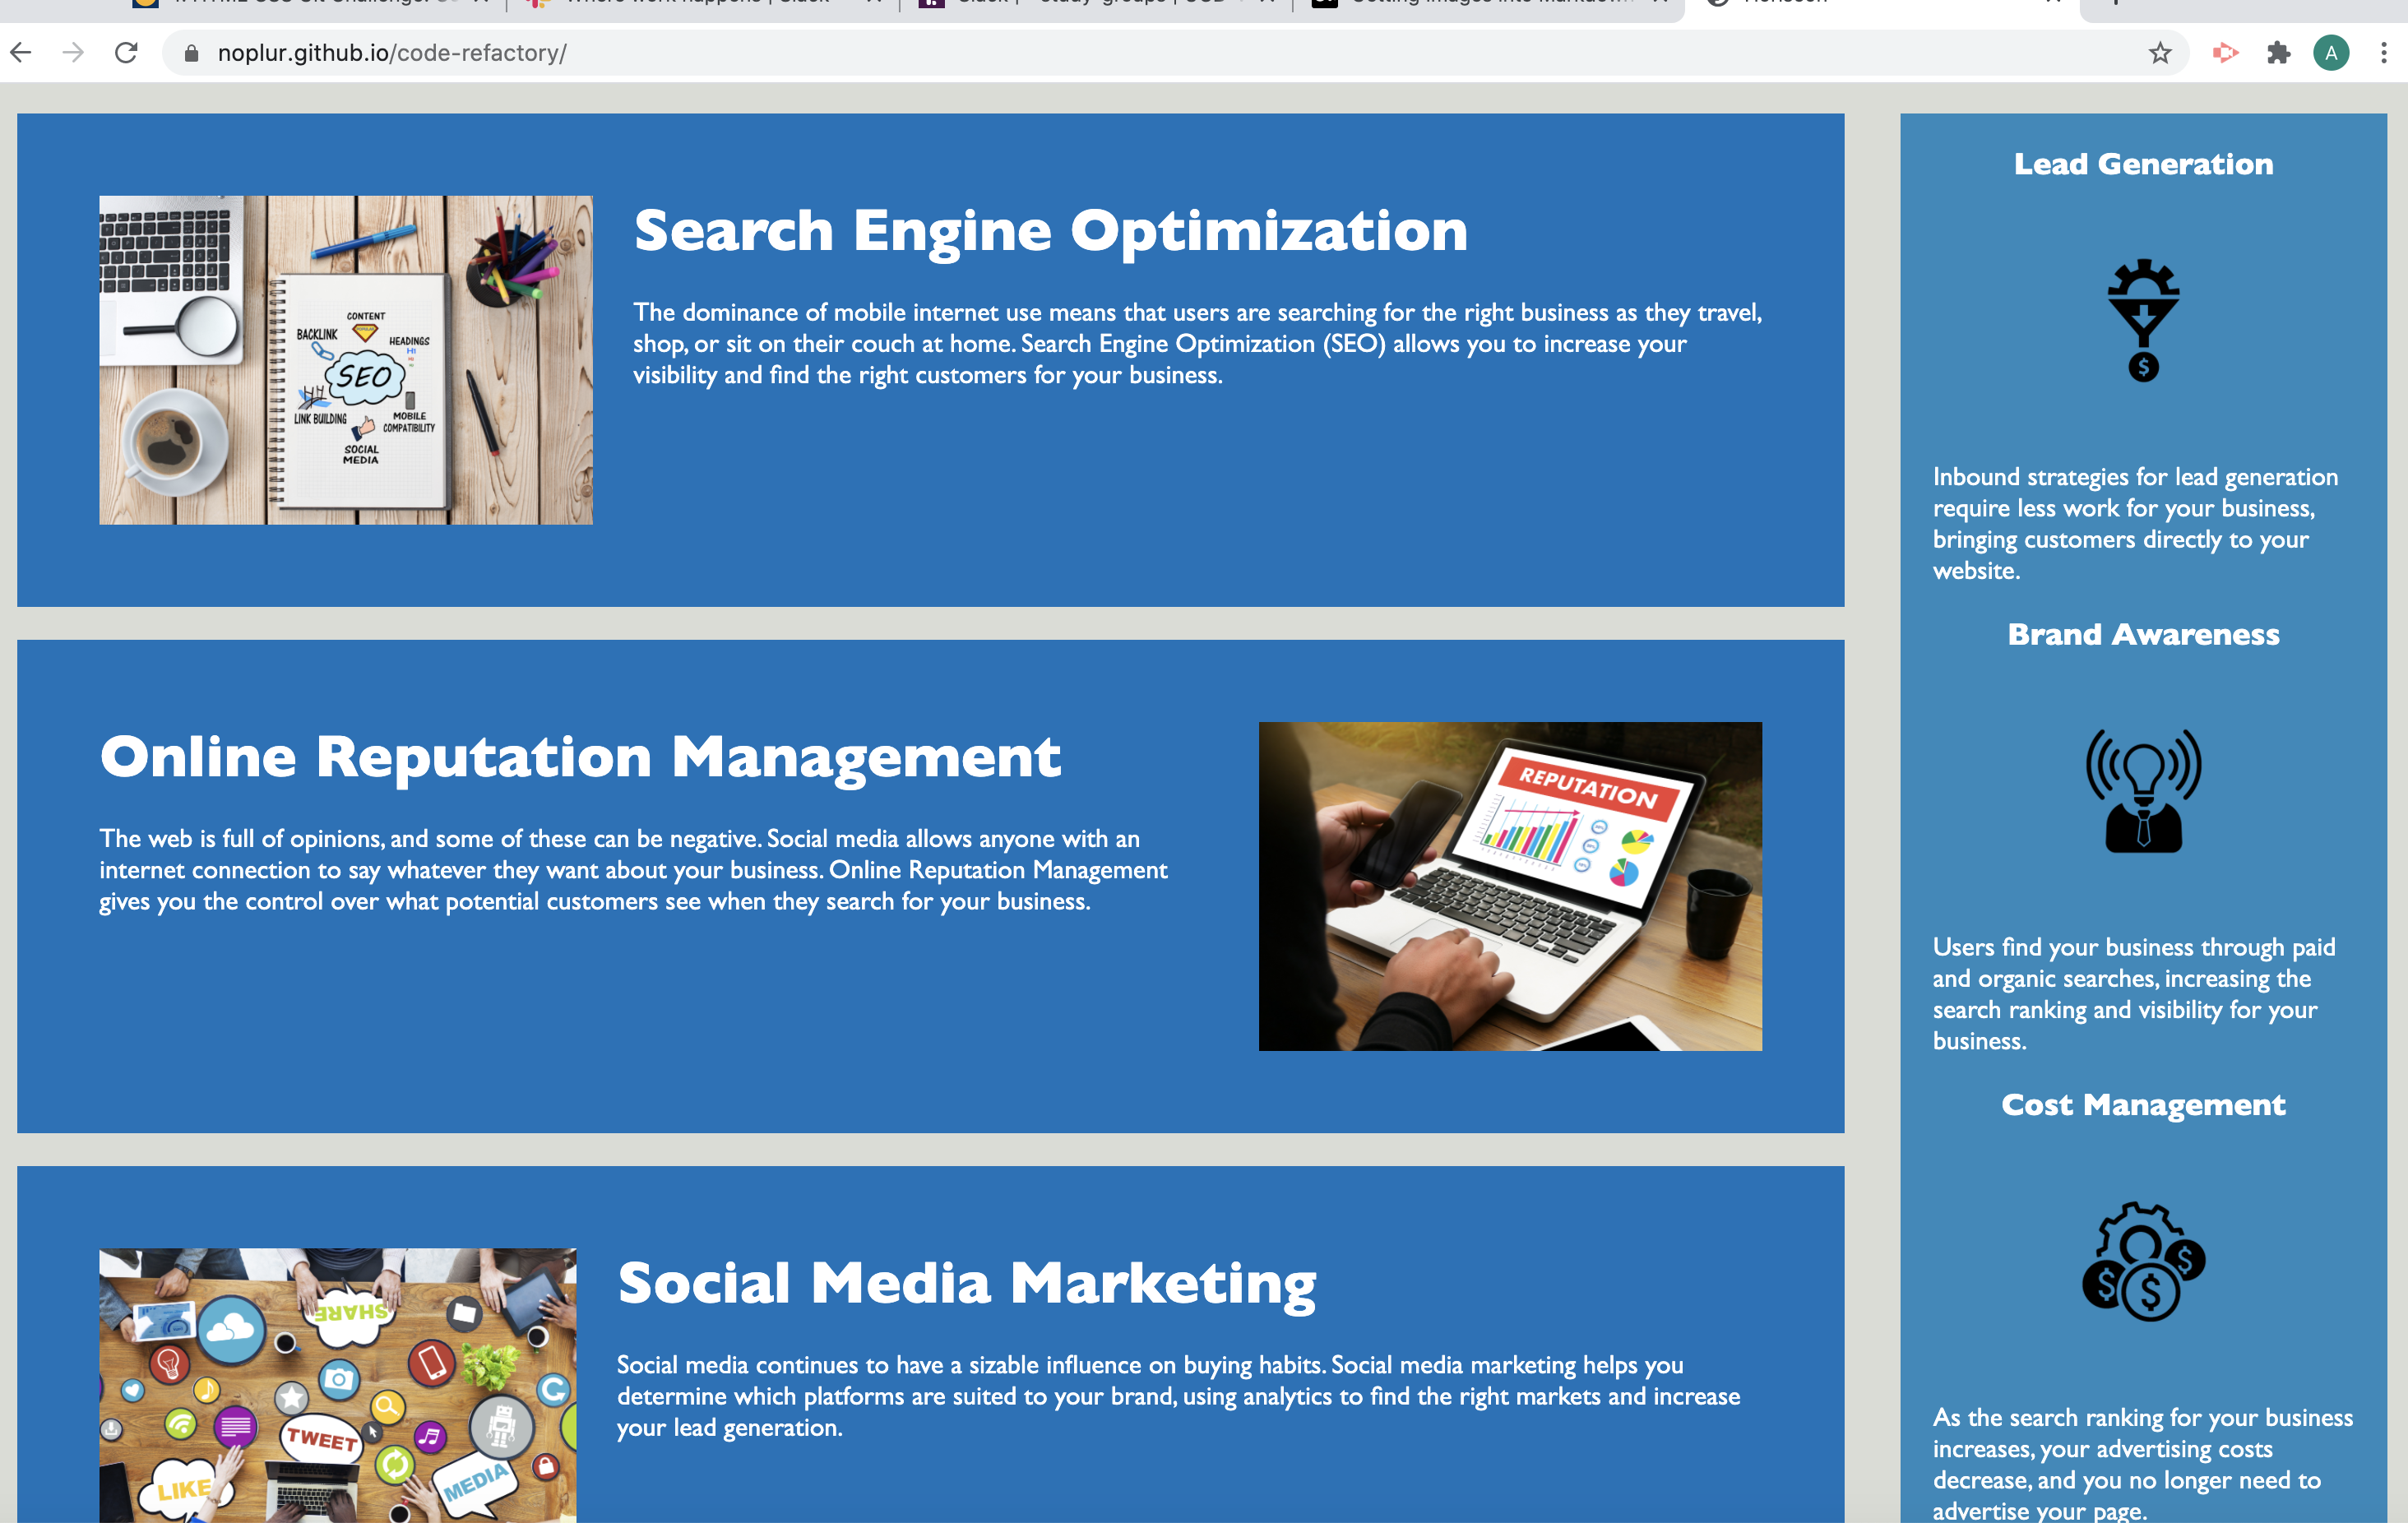 noplur.github.io/code-refactory/
A
Search Engine Optimization
The dominance of mobile internet use means that users are searching for the right business as they travel,
shop, or sit on their couch at home. Search Engine Optimization (SEO) allows you to increase your
visibility and find the right customers for your business.
CONTENT
BACKLINK
HEADINGS
H1
SEO
LINK BUILDING
MOBILE
COMPATIBILITY
SOCIAL
MEDIA
Online Reputation Management
The web is full of opinions, and some of these can be negative. Social media allows anyone with an
internet connection to say whatever they want about your business. Online Reputation Management
gives you the control over what potential customers see when they search for your business.
REPUTATION
Social Media Marketing
Social media continues to have a sizable influence on buying habits. Social media marketing helps you
determine which platforms are suited to your brand, using analytics to find the right markets and increase
your lead generation.
SHARE
TWEET
LIKE
MEDIA
Lead Generation
$
Inbound strategies for lead generation
require less work for your business,
bringing customers directly to your
website.
Brand Awareness
Users find your business through paid
and organic searches, increasing the
search ranking and visibility for your
business.
Cost Management
$
$
$
As the search ranking for your business
increases, your advertising costs
decrease, and you no longer need to
advertise your page.